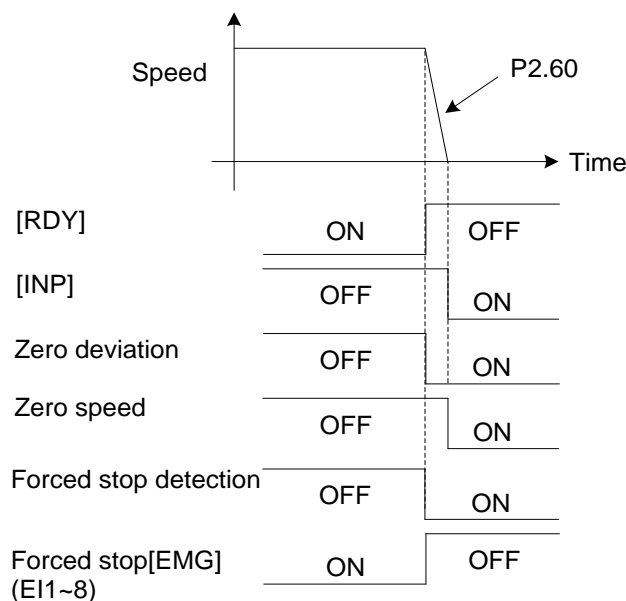 Speed
P2.60
Time
[RDY]
ON
OFF
[INP]
OFF
ON
Zero deviation
OFF
ON
Zero speed
OFF
ON
Forced stop detection
OFF
ON
Forced stop[EMG]
(EI1~8)
ON
OFF